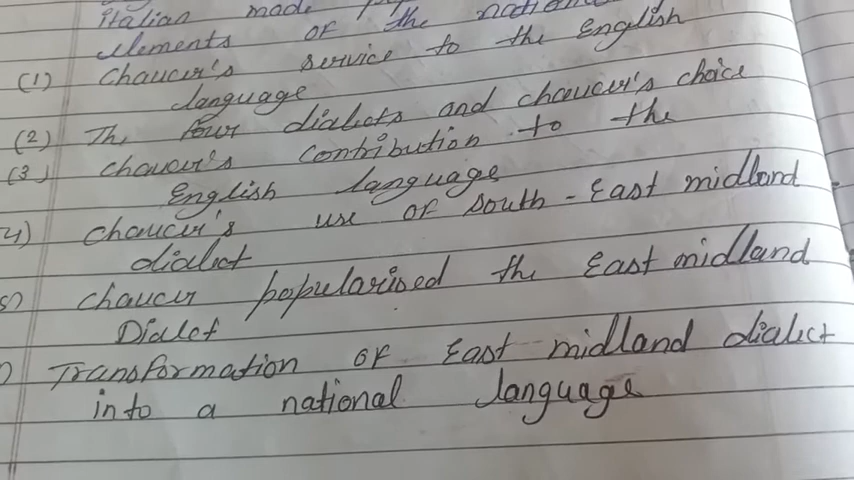 Italian made
elements of the
(1) Chaucer's service to the English
language
(2) The four dialects and chaucer's choice
(3) chaucer's contribution to the
English language
4) chaucer's use of south-East midland
dialect
5) chaucer popularised the East midland
Dialect
) Transformation of East midland dialect
into a national language